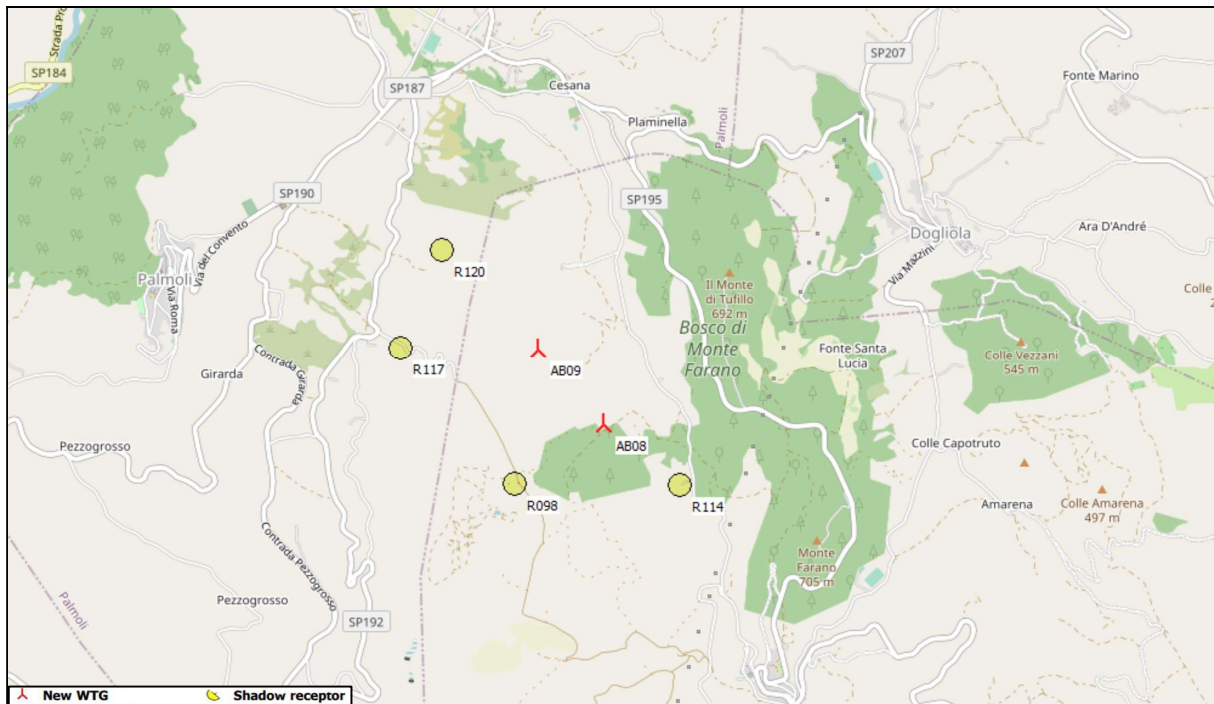 Strada Pro
SP184
SP187
Cesana
SP207
Fonte Marino
Plaminella
Palmoli
SP190
SP195
Via del Convento
Dogliola
Ara D'André
Via Mazzini
Palmoli
Via Roma
R120
Il Monte
di Tufillo
692 m
Colle
2
Bosco di
Monte
Farano
Fonte Santa
Lucia
Colle Vezzani
545 m
R117
AB09
Contrada Girarda
Girarda
Pezzogrosso
AB08
Colle Capotruto
R098
R114
Amarena
Colle Amarena
497 m
Contrada Pezzogrosso
Monte
Farano
705 m
Pezzogrosso
Palmoli
SP192
New WTG
Shadow receptor